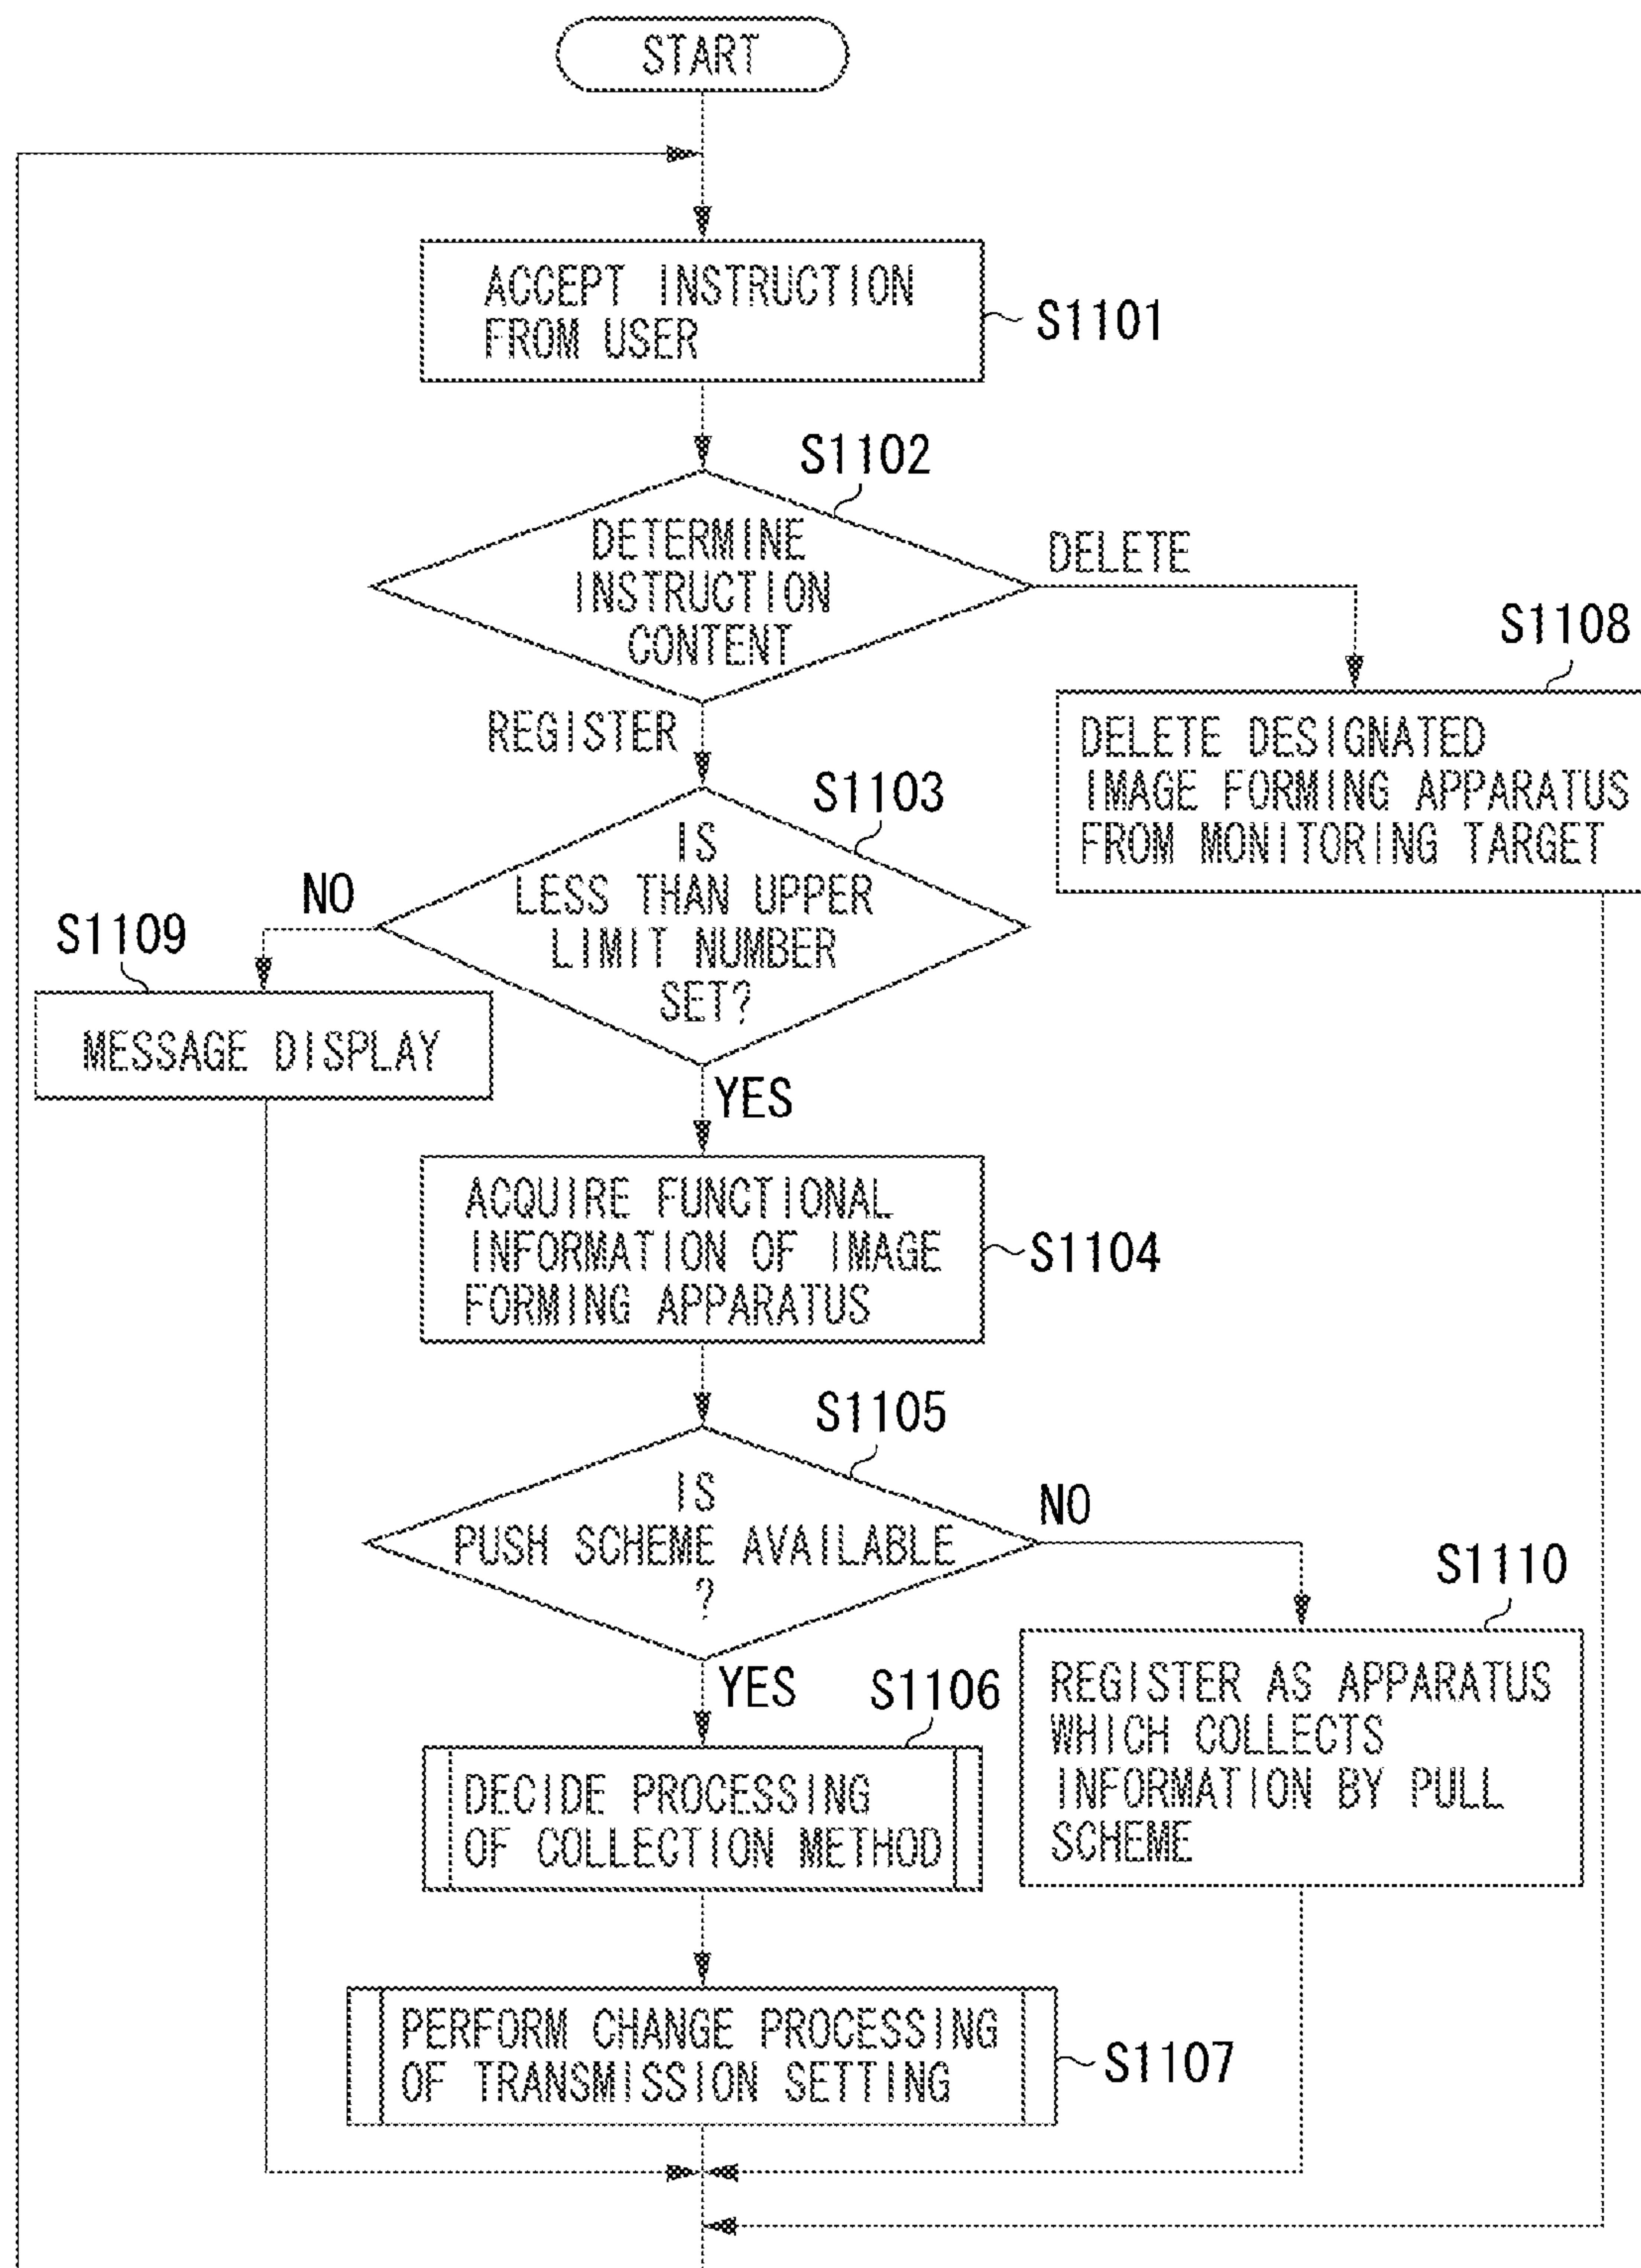 START
ACCEPT INSTRUCTION
FROM USER
S1101
S1102
DETERMINE
INSTRUCTION
CONTENT
DELETE
REGISTER
S1108
DELETE DESIGNATED
IMAGE FORMING APPARATUS
FROM MONITORING TARGET
S1103
IS
LESS THAN UPPER
LIMIT NUMBER
SET?
NO
S1109
MESSAGE DISPLAY
YES
ACQUIRE FUNCTIONAL
INFORMATION OF IMAGE
FORMING APPARATUS
S1104
S1105
IS
PUSH SCHEME AVAILABLE
?
NO
S1110
REGISTER AS APPARATUS
WHICH COLLECTS
INFORMATION BY PULL
SCHEME
YES
S1106
DECIDE PROCESSING
OF COLLECTION METHOD
PERFORM CHANGE PROCESSING
OF TRANSMISSION SETTING
S1107